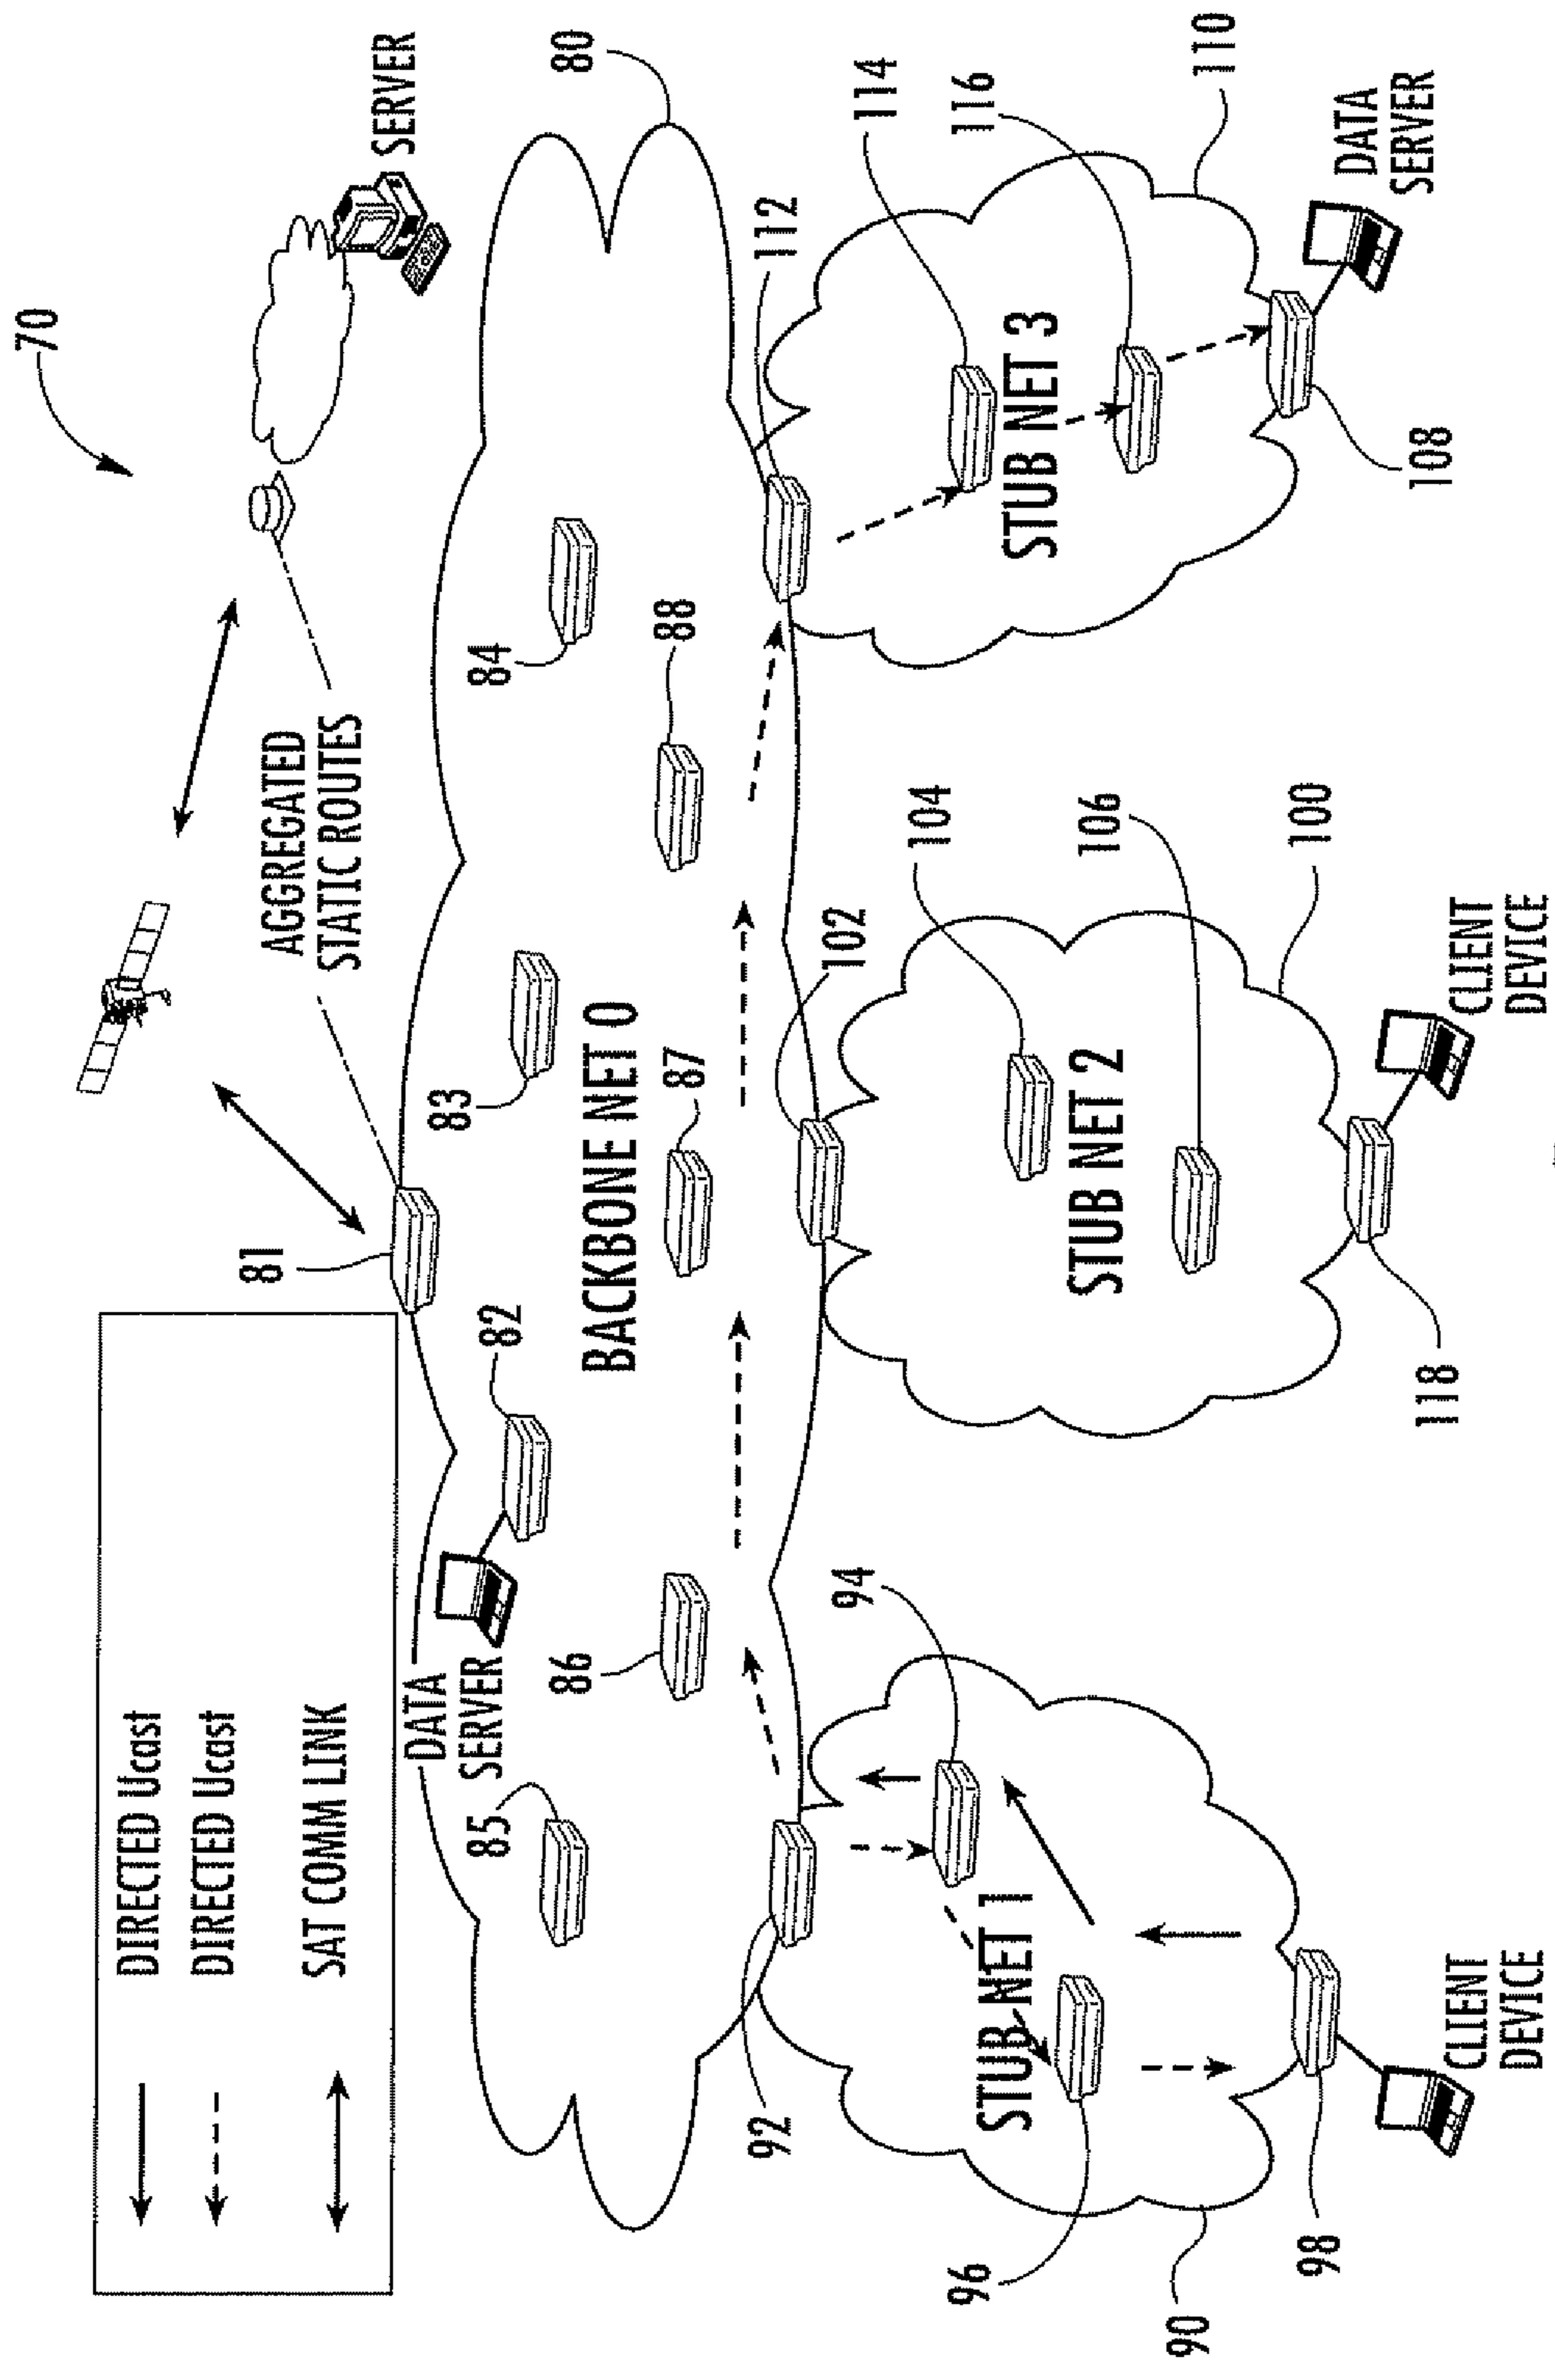 70
DIRECTED Ucast
DIRECTED Ucast
SAT COMM LINK
AGGREGATED
STATIC ROUTES
SERVER
80
81
82
83
84
85
86
87
88
DATA
SERVER
BACKBONE NET 0
92
94
96
98
90
STUB NET 1
CLIENT
DEVICE
102
104
106
100
118
STUB NET 2
CLIENT
DEVICE
112
114
116
110
108
STUB NET 3
DATA
SERVER